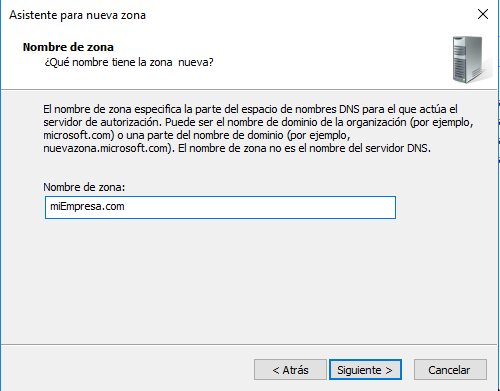 Asistente para nueva zona
Nombre de zona
¿Qué nombre tiene la zona nueva?
El nombre de zona especifica la parte del espacio de nombres DNS para el que actúa el
servidor de autorización. Puede ser el nombre de dominio de la organización (por ejemplo,
microsoft.com) o una parte del nombre de dominio (por ejemplo,
nuevazona.microsoft.com). El nombre de zona no es el nombre del servidor DNS.
Nombre de zona:
miEmpresa.com
< Atrás
Siguiente >
Cancelar